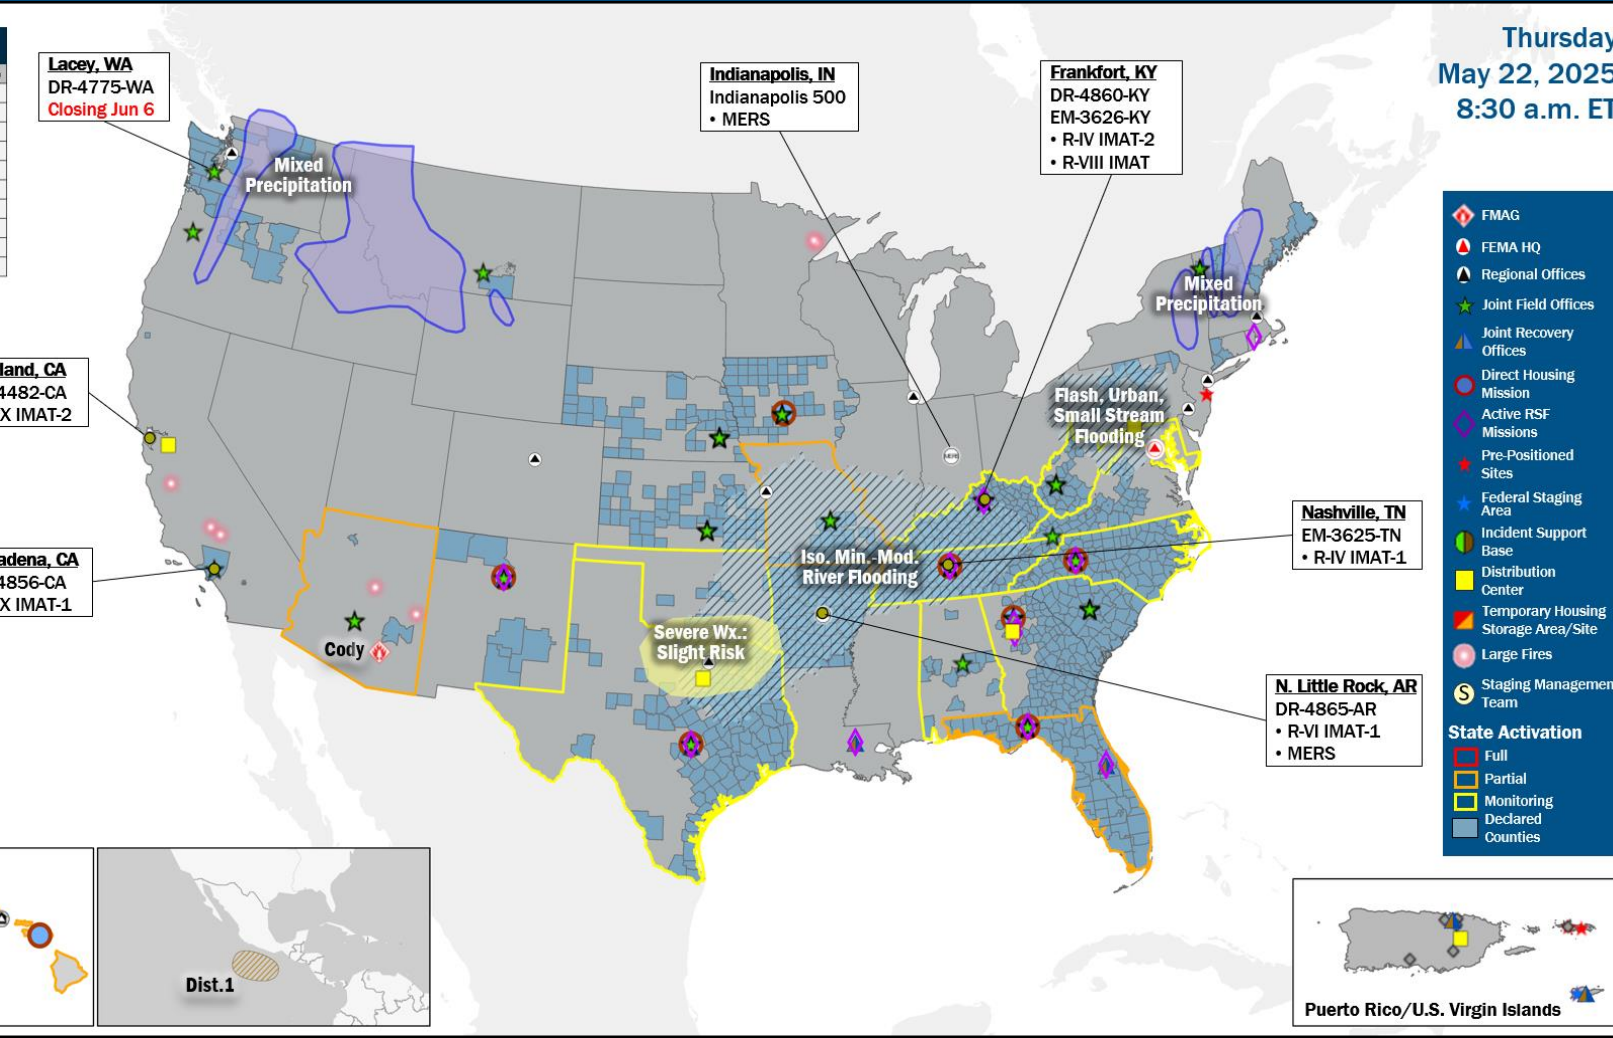 Thursday
May 22, 2025
8:30 a.m. ET
Lacey, WA
DR-4775-WA
Closing Jun 6
Indianapolis, IN
Indianapolis 500
• MERS
Frankfort, KY
DR-4860-KY
EM-3626-KY
• R-IV IMAT-2
• R-VIII IMAT
Mixed
Precipitation
Mixed
Precipitation
land, CA
4482-CA
X IMAT-2
Flash, Urban,
Small Stream
Flooding
MERS
adena, CA
4856-CA
X IMAT-1
Iso. Min.-Mod.
River Flooding
Nashville, TN
EM-3625-TN
• R-IV IMAT-1
Severe Wx.:
Slight Risk
Cody
N. Little Rock, AR
DR-4865-AR
• R-VI IMAT-1
• MERS
FMAG
FEMA HQ
Regional Offices
Joint Field Offices
Joint Recovery
Offices
Direct Housing
Mission
Active RSF
Missions
Pre-Positioned
Sites
Federal Staging
Area
Incident Support
Base
Distribution
Center
Temporary Housing
Storage Area/Site
Large Fires
S
Staging Managemen
Team
State Activation
Full
Partial
Monitoring
Declared
Counties
Dist.1
Puerto Rico/U.S. Virgin Islands